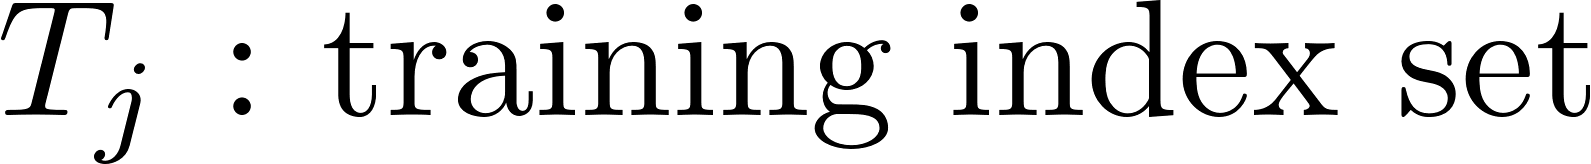 T_j : training index set